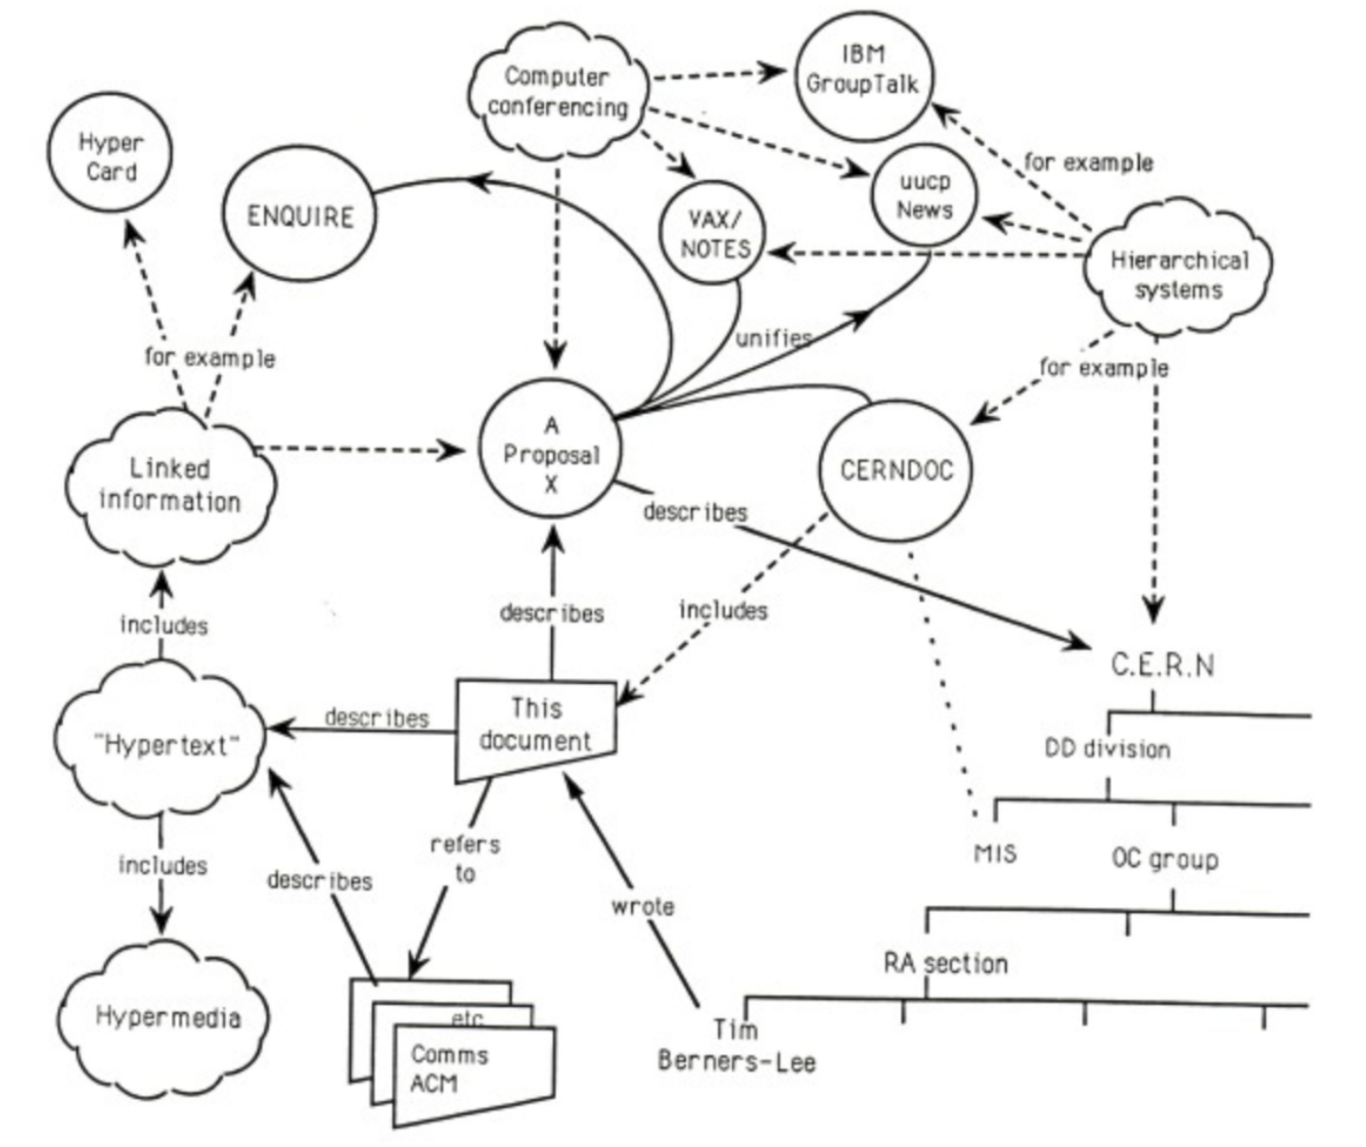 IBM
GroupTalk
Computer
conferencing
Hyper
Card
ENQUIRE
VAX/
NOTES
uucp
News
for example
Hierarchical
systems
unifies
for example
for example
A
Proposal
X
CERNDOC
Linked
information
describes
includes
describes
includes
C.E.R.N
This
document
describes
"Hypertext"
DD division
refers
to
MIS
OC group
includes
describes
wrote
RA section
Hypermedia
etc
Comms
ACM
Tim
Berners-Lee